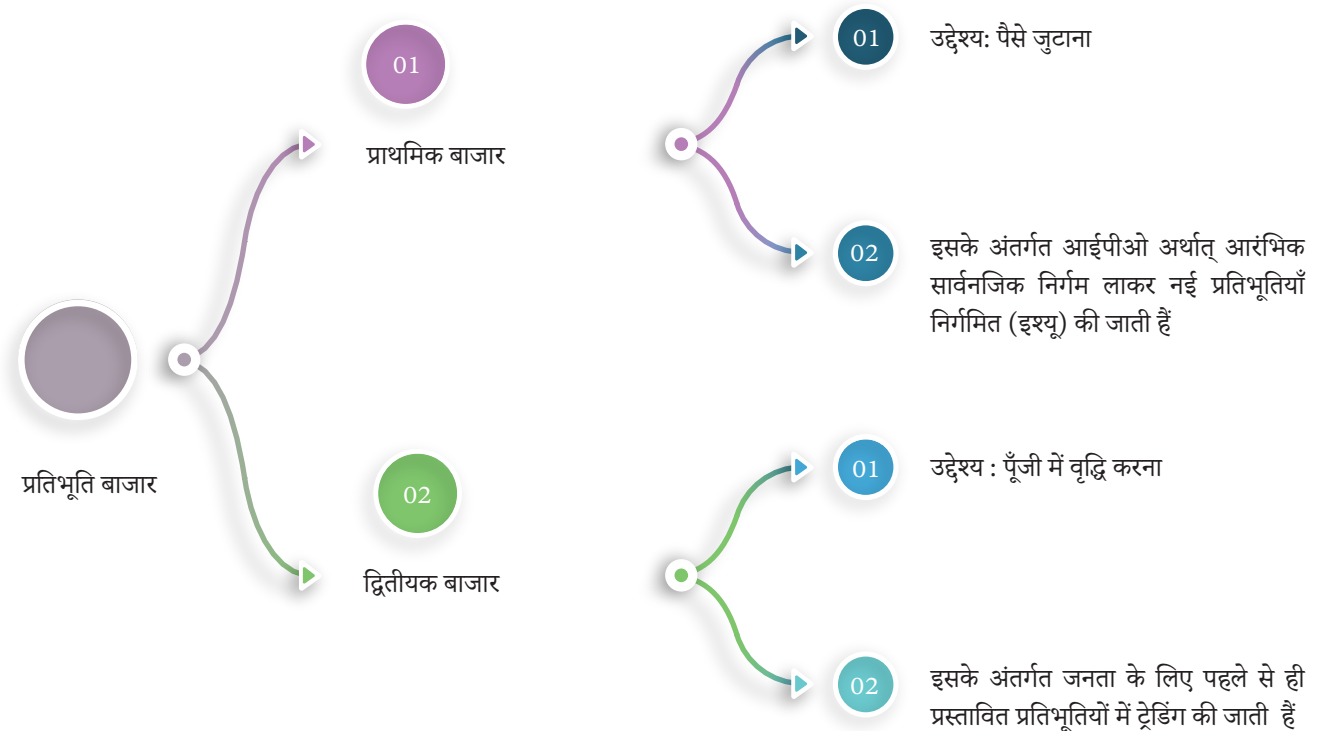 01
प्राथमिक बाजार
01
उद्देश्य: पैसे जुटाना
02
इसके अंतर्गत आईपीओ अर्थात् आरंभिक
सार्वनजिक निर्गम लाकर नई प्रतिभूतियाँ
निर्गमित (इश्यू) की जाती हैं
प्रतिभूति बाजार
02
द्वितीयक बाजार
01
उद्देश्य : पूँजी में वृद्धि करना
02
इसके अंतर्गत जनता के लिए पहले से ही
प्रस्तावित प्रतिभूतियों में ट्रेडिंग की जाती हैं